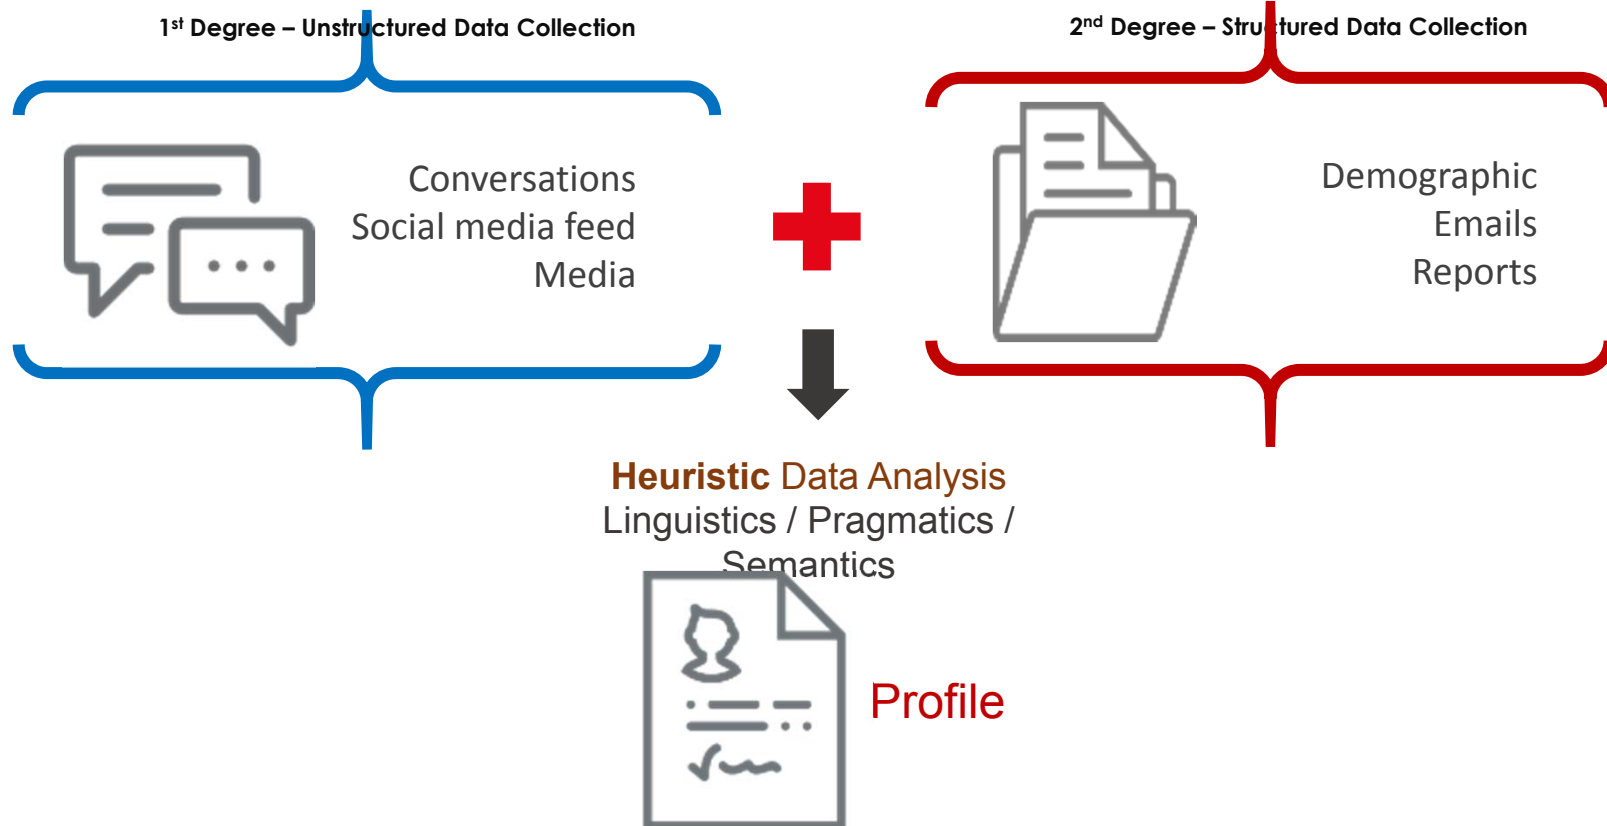 1st Degree – Unstructured Data Collection
2nd Degree – Structured Data Collection
Conversations
Social media feed
Media
Demographic
Emails
Reports
Heuristic Data Analysis
Linguistics / Pragmatics /
Semantics
Profile